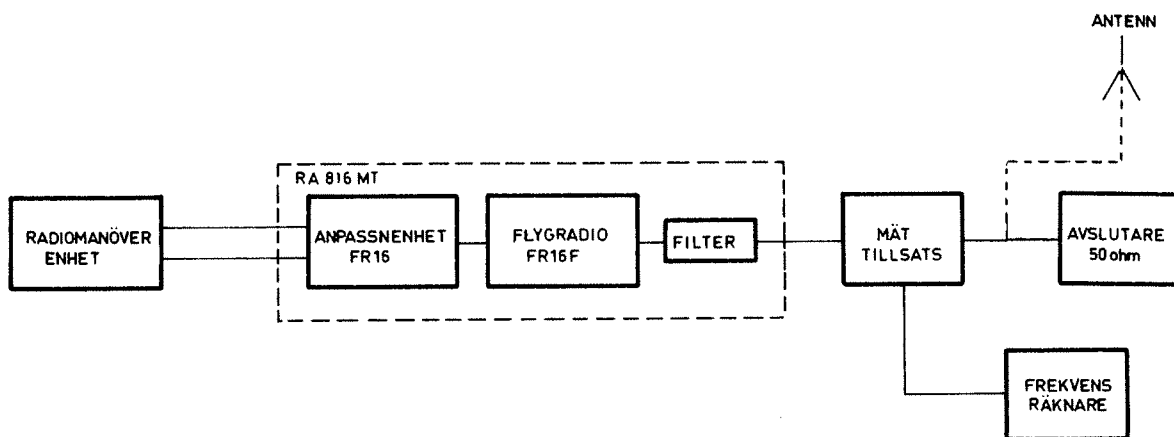 ANTENN
RA 816 MT
RADIOMANÖVER
ENHET
ANPASSNENHET
FR16
FLYGRADIO
FR16F
FILTER
MÄT
TILLSATS
AVSLUTARE
50 ohm
FREKVENS
RÄKNARE